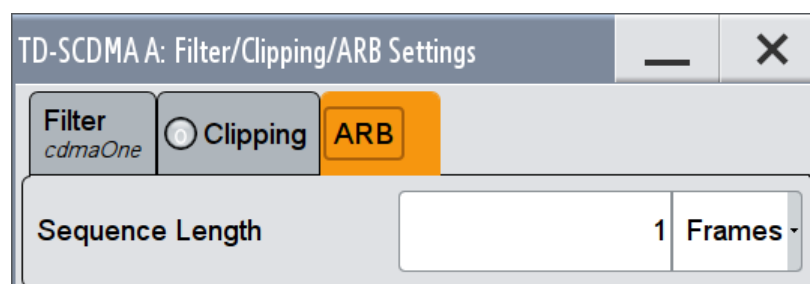 TD-SCDMA A: Filter/Clipping/ARB Settings
Filter
cdmaOne
Clipping
ARB
Sequence Length 1 Frames